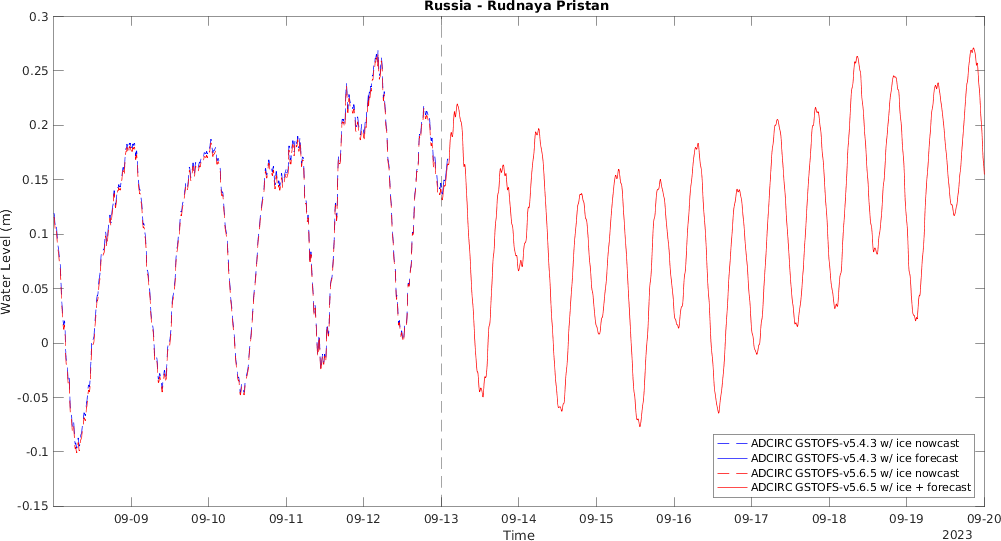 Russia - Rudnaya Pristan
0.3
0.25
0.2
0.15
0.1
0.05
0
-0.05
-0.1
-0.15
Water Level (m)
09-09 09-10 09-11 09-12 09-13 09-14 09-15 09-16 09-17 09-18 09-19 09-20
Time
2023
ADCIRC GSTOFS-v5.4.3 w/ ice nowcast
ADCIRC GSTOFS-v5.4.3 w/ ice forecast
ADCIRC GSTOFS-v5.6.5 w/ ice nowcast
ADCIRC GSTOFS-v5.6.5 w/ ice + forecast